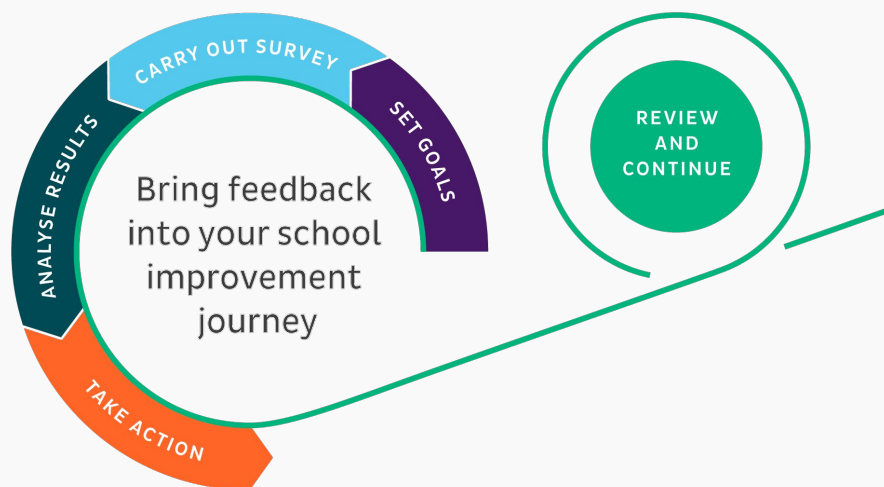 SET GOALS
CARRY OUT SURVEY
ANALYSE RESULTS
TAKE ACTION
Bring feedback
into your school
improvement
journey
REVIEW
AND
CONTINUE